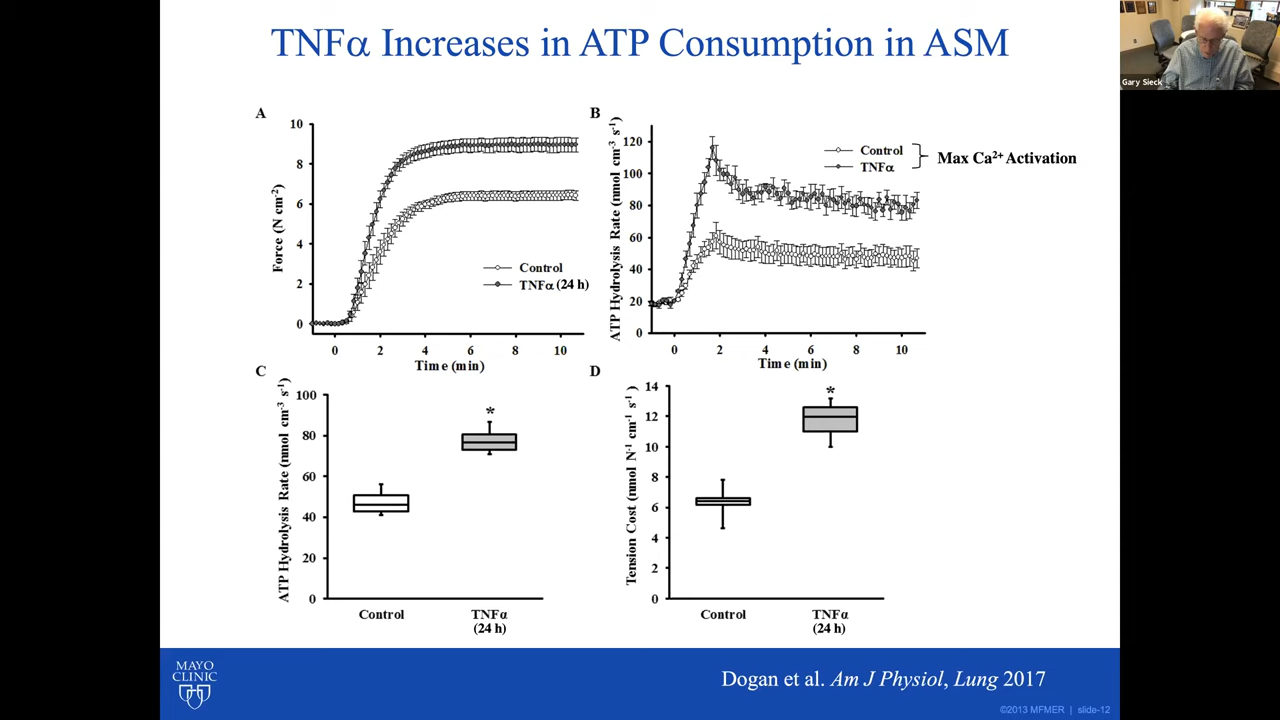 TNFα Increases in ATP Consumption in ASM
Gary Sieck
A
10
8
6
4
2
0
Force (N cm-2)
Control
TNFα (24 h)
0 2 4 6 8 10
Time (min)
B
120
100
80
60
40
20
0
ATP Hydrolysis Rate (nmol cm-3 s-1)
Control
TNFα
Max Ca2+ Activation
0 2 4 6 8 10
Time (min)
C
100
80
60
40
20
0
ATP Hydrolysis Rate (nmol cm-3 s-1)
*
Control
TNFα
(24 h)
D
14
12
10
8
6
4
2
0
Tension Cost (nmol N-1 cm-1 s-1)
*
Control
TNFα
(24 h)
MAYO
CLINIC
Dogan et al. Am J Physiol, Lung 2017
©2013 MFMER | slide-12